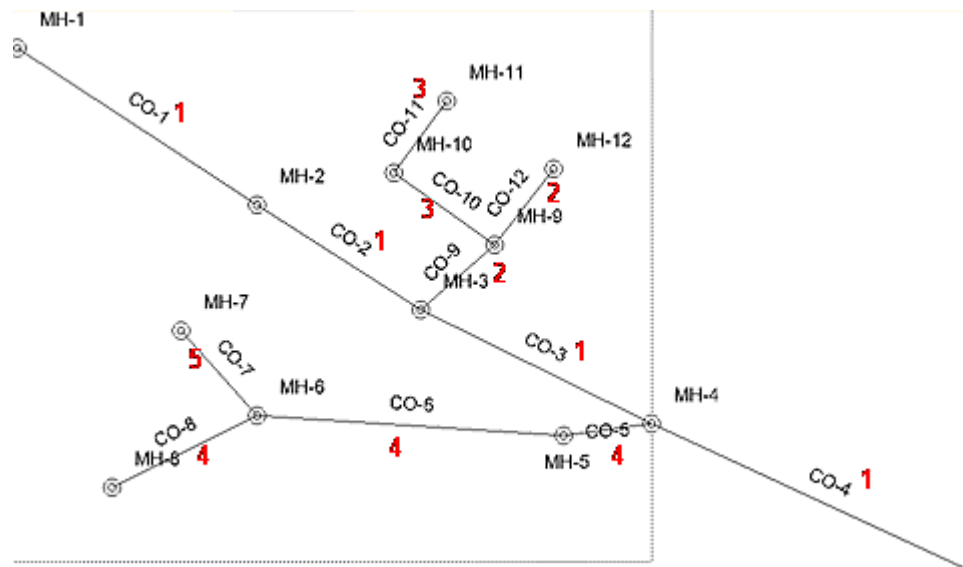 MH-1
CO-1 1
MH-2
CO-2 1
3 MH-11
CO-11
MH-10
MH-12
CO-10
3
CO-12 2
MH-9
CO-9 2
MH-3
CO-3 1
MH-4
CO-4 1
MH-7
5 CO-7
MH-6
CO-6
4
CO-5
4
MH-5
CO-8
MH-8 4